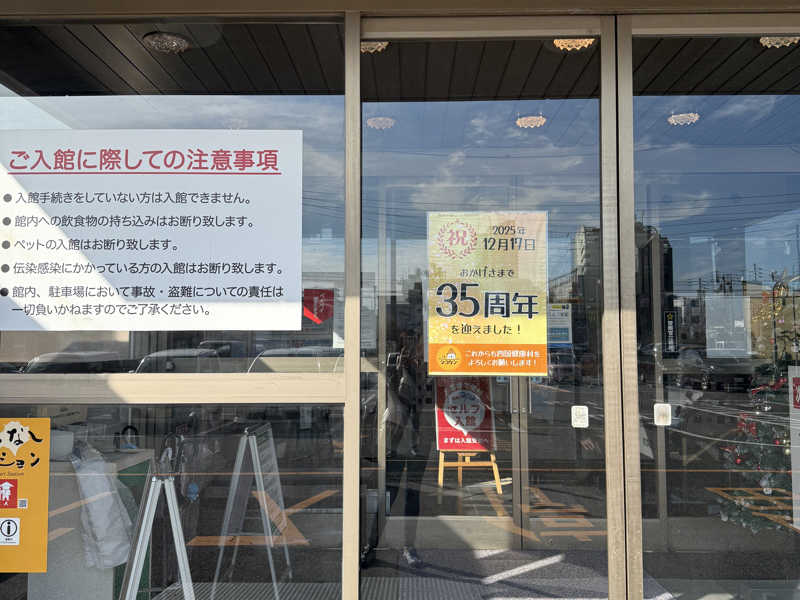 ご入館に際しての注意事項
● 入館手続きをしていない方は入館できません。
● 館内への飲食物の持ち込みはお断り致します。
● ペットの入館はお断り致します。
● 伝染感染にかかっている方の入館はお断り致します。
● 館内、駐車場において事故・盗難についての責任は
一切負いかねますのでご了承ください。
祝
2025年
12月17日
おかげさまで
35周年
を迎えました！
これからも四国健康村を
よろしくお願いします！
セルフ
入館
まずは入館